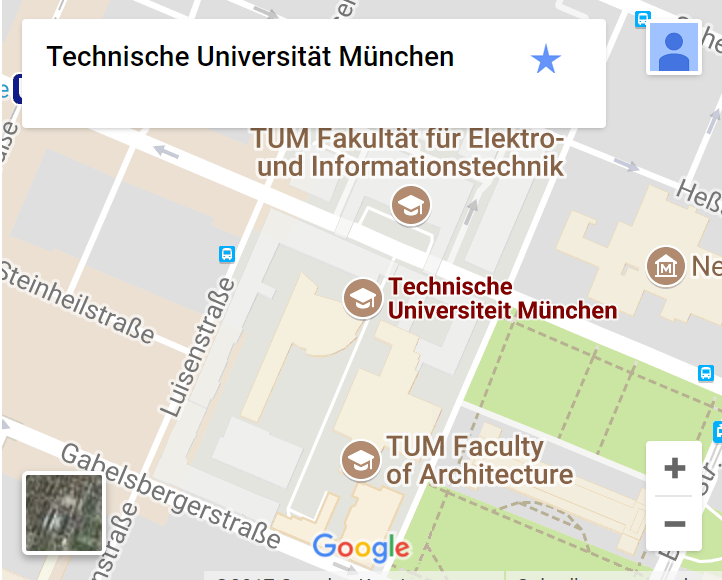 Technische Universität München
TUM Fakultät für Elektro-
und Informationstechnik
Heß
Ne
Technische
Universiteit München
Steinheilstraße
Luisenstraße
TUM Faculty
of Architecture
Gabelsbergerstraße
nstraße
Google